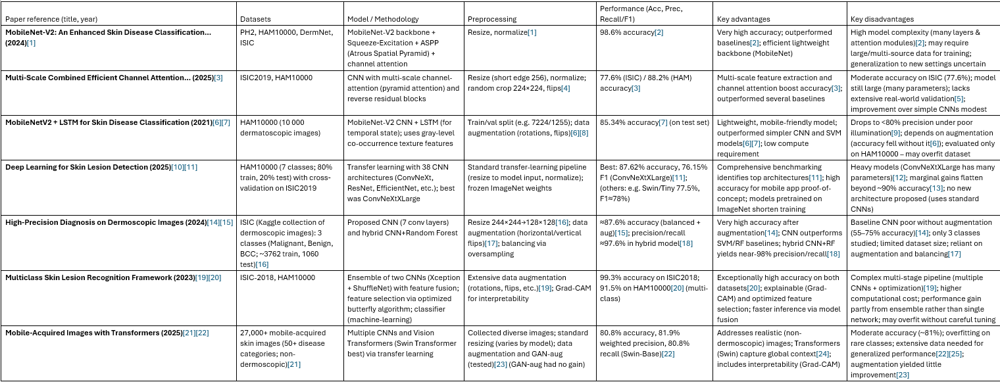 Paper reference (title, year)
Datasets
Model / Methodology
Preprocessing
Performance (Acc, Prec,
Recall/F1)
Key advantages
Key disadvantages
MobileNet-V2: An Enhanced Skin Disease Classification...
(2024)[1]
PH2, HAM10000, DermNet,
ISIC
MobileNet-V2 backbone +
Squeeze-Excitation + ASPP
(Atrous Spatial Pyramid) +
channel attention
Resize, normalize[1]
98.6% accuracy[2]
Very high accuracy; outperformed
baselines[2]; efficient lightweight
backbone (MobileNet)
High model complexity (many layers &
attention modules)[2]; may require
large/multi-source data for training;
generalization to new settings uncertain
Multi-Scale Combined Efficient Channel Attention... (2025)[3]
ISIC2019, HAM10000
CNN with multi-scale channel-
attention (pyramid attention) and
reverse residual blocks
Resize (short edge 256), normalize;
random crop 224×224, flips[4]
77.6% (ISIC) / 88.2% (HAM)
accuracy[3]
Multi-scale feature extraction and
channel attention boost accuracy[3];
outperformed several baselines
Moderate accuracy on ISIC (77.6%); model
still large (many parameters); lacks
extensive real-world validation[5];
improvement over simple CNNs modest
MobileNetV2 + LSTM for Skin Disease Classification (2021)[6][7]
HAM10000 (10 000
dermatoscopic images)
MobileNet-V2 CNN + LSTM (for
temporal state); uses gray-level
co-occurrence texture features
Train/val split (e.g. 7224/1255); data
augmentation (rotations, flips)[6][8]
85.34% accuracy[7] (on test set)
Lightweight, mobile-friendly model;
outperformed simpler CNN and SVM
models[6][7]; low compute
requirement
Drops to <80% precision under poor
illumination[9]; depends on augmentation
(accuracy fell without it[6]); evaluated only
on HAM10000 – may overfit dataset
Deep Learning for Skin Lesion Detection (2025)[10][11]
HAM10000 (7 classes; 80%
train, 20% test) with cross-
validation on ISIC2019
Transfer learning with 38 CNN
architectures (ConvNeXt,
ResNet, EfficientNet, etc.); best
was ConvNeXtXLarge
Standard transfer-learning pipeline
(resize to model input, normalize);
frozen ImageNet weights
Best: 87.62% accuracy, 76.15%
F1 (ConvNeXtXLarge)[11];
(others: e.g. Swin/Tiny 77.5%,
F1≈78%)
Comprehensive benchmarking
identifies top architectures[11]; high
accuracy for mobile app proof-of-
concept; models pretrained on
ImageNet shorten training
Heavy models (ConvNeXtXLarge has many
parameters)[12]; marginal gains flatten
beyond ~90% accuracy[13]; no new
architecture proposed (uses standard
CNNs)
High-Precision Diagnosis on Dermoscopic Images (2024)[14][15]
ISIC (Kaggle collection of
dermoscopic images): 3
classes (Malignant, Benign,
BCC; ~3762 train, 1060
test)[16]
Proposed CNN (7 conv layers)
and hybrid CNN+Random Forest
Resize 244×244→128×128[16]; data
augmentation (horizontal/vertical
flips)[17]; balancing via
oversampling
≈87.6% accuracy (balanced +
aug)[15]; precision/recall
≈97.6% in hybrid model[18]
Very high accuracy after
augmentation[14]; CNN outperforms
SVM/RF baselines; hybrid CNN+RF
yields near-98% precision/recall[18]
Baseline CNN poor without augmentation
(55–75% accuracy)[14]; only 3 classes
studied; limited dataset size; reliant on
augmentation and balancing[17]
Multiclass Skin Lesion Recognition Framework (2023)[19][20]
ISIC-2018, HAM10000
Ensemble of two CNNs (Xception
+ ShuffleNet) with feature fusion;
feature selection via optimized
butterfly algorithm; classifier
(machine-learning)
Extensive data augmentation
(rotations, flips, etc.)[19]; Grad-CAM
for interpretability
99.3% accuracy on ISIC2018;
91.5% on HAM10000[20] (multi-
class)
Exceptionally high accuracy on both
datasets[20]; explainable (Grad-
CAM) and optimized feature
selection; faster inference via model
fusion
Complex multi-stage pipeline (multiple
CNNs + optimization)[19]; higher
computational cost; performance gain
partly from ensemble rather than single
network; may overfit without careful tuning
Mobile-Acquired Images with Transformers (2025)[21][22]
27,000+ mobile-acquired
skin images (50+ disease
categories; non-
dermoscopic)[21]
Multiple CNNs and Vision
Transformers (Swin Transformer
best) via transfer learning
Collected diverse images; standard
resizing (varies by model); data
augmentation and GAN-aug
(tested)[23] (GAN-aug had no gain)
80.8% accuracy, 81.9%
weighted precision, 80.8%
recall (Swin-Base)[22]
Addresses realistic (non-
dermoscopic) images; Transformers
(Swin) capture global context[24];
includes interpretability (Grad-CAM)
Moderate accuracy (~81%); overfitting on
rare classes; extensive data needed for
generalized performance[22][25];
augmentation yielded little
improvement[23]